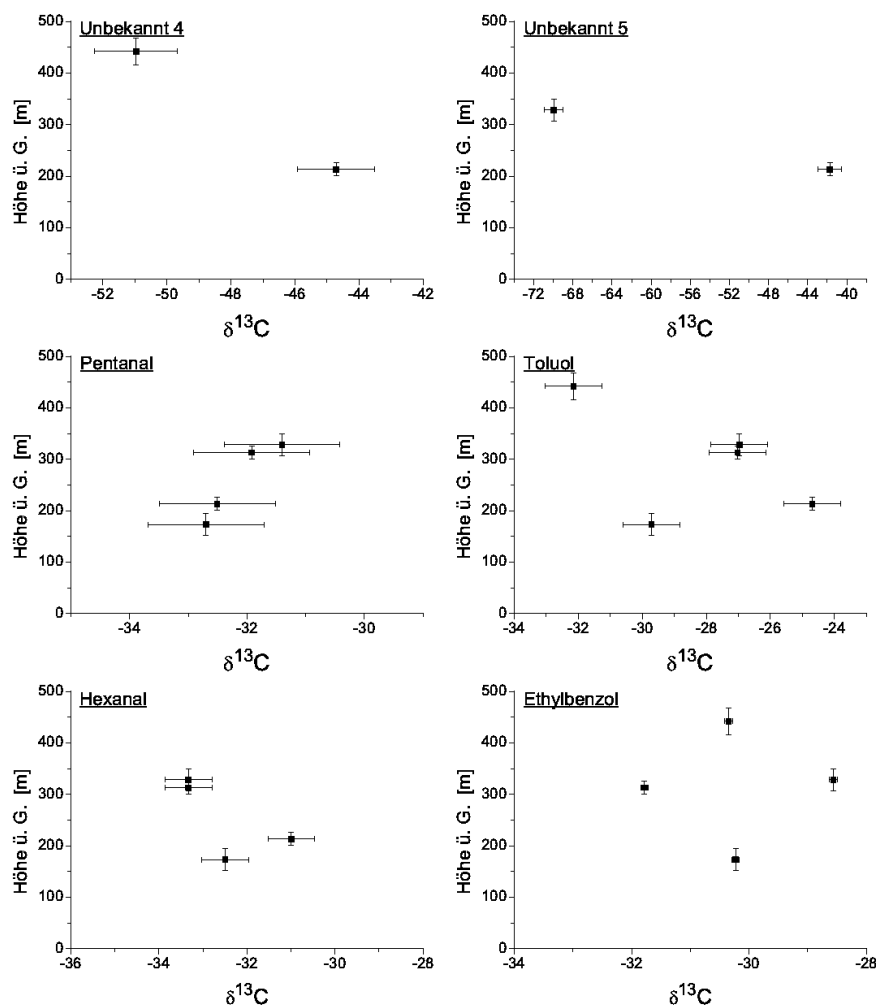 Unbekannt 4
Höhe ü. G. [m]
500
400
300
200
100
0
-52 -50 -48 -46 -44 -42
δ13C
Unbekannt 5
Höhe ü. G. [m]
500
400
300
200
100
0
-72 -68 -64 -60 -56 -52 -48 -44 -40
δ13C
Pentanal
Höhe ü. G. [m]
500
400
300
200
100
0
-34 -32 -30
δ13C
Toluol
Höhe ü. G. [m]
500
400
300
200
100
0
-34 -32 -30 -28 -26 -24
δ13C
Hexanal
Höhe ü. G. [m]
500
400
300
200
100
0
-36 -34 -32 -30 -28
δ13C
Ethylbenzol
Höhe ü. G. [m]
500
400
300
200
100
0
-34 -32 -30 -28
δ13C